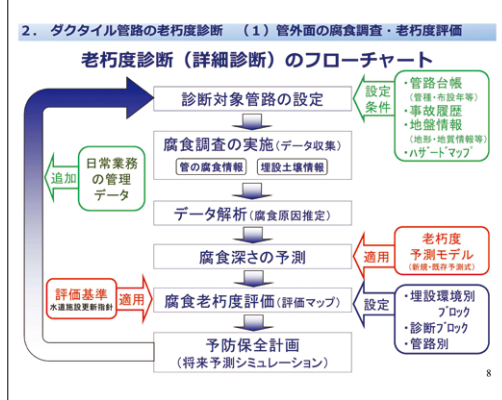 2． ダクタイル管路の老朽度診断 （１）管外面の腐食調査・老朽度評価
老朽度診断（詳細診断）のフローチャート
診断対象管路の設定
設定
条件
・管路台帳
（管種・布設年等）
・事故履歴
・地盤情報
（地形・地質情報等）
・ハザードマップ
腐食調査の実施（データ収集）
管の腐食情報
埋設土壌情報
追加
日常業務
の管理
データ
データ解析（腐食原因推定）
腐食深さの予測
適用
老朽度
予測モデル
（新規・既存予測式）
評価基準
水道施設更新指針
適用
腐食老朽度評価（評価マップ）
設定
・埋設環境別
ブロック
・診断ブロック
・管路別
予防保全計画
（将来予測シミュレーション）
8